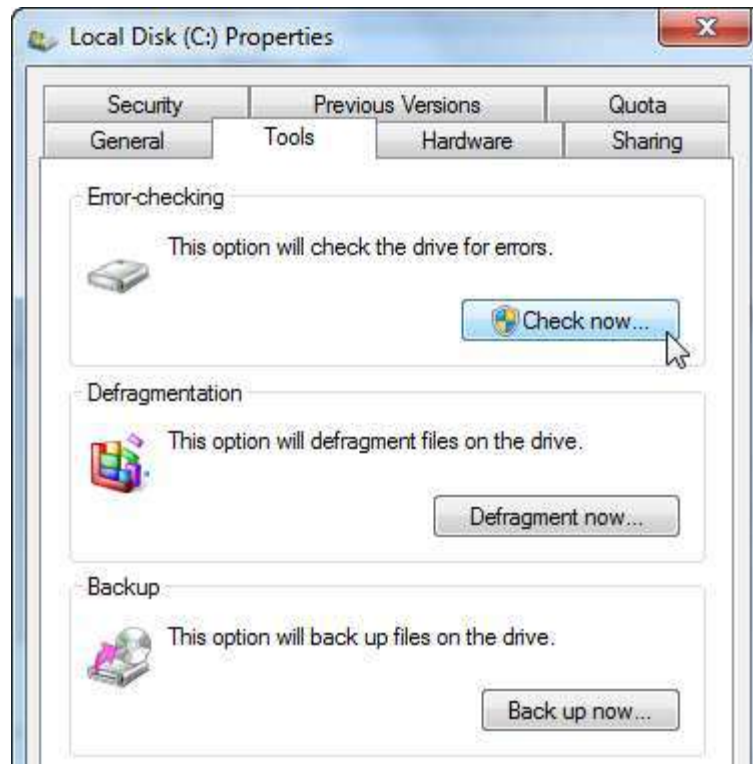 Local Disk (C:) Properties
Security Previous Versions Quota
General Tools Hardware Sharing
Error-checking
This option will check the drive for errors.
Check now...
Defragmentation
This option will defragment files on the drive.
Defragment now...
Backup
This option will back up files on the drive.
Back up now...